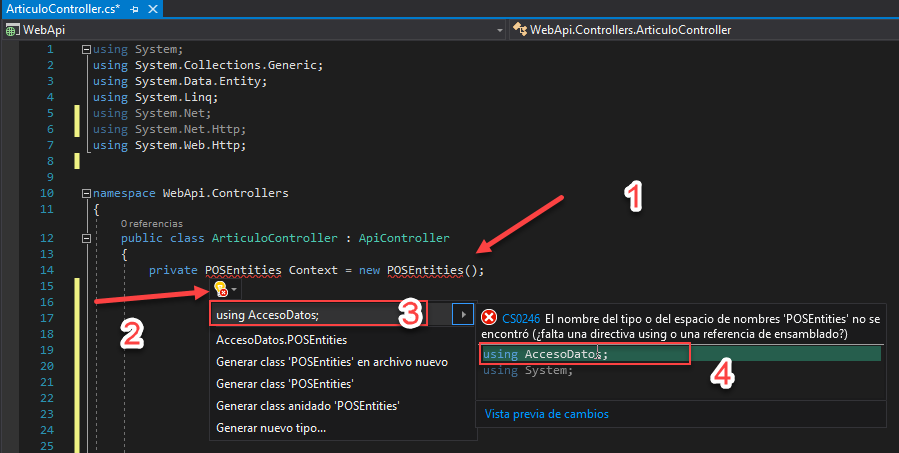 ArticuloController.cs*
WebApi
WebApi.Controllers.ArticuloController
1 using System;
2 using System.Collections.Generic;
3 using System.Data.Entity;
4 using System.Linq;
5 using System.Net;
6 using System.Net.Http;
7 using System.Web.Http;
8
9
10 namespace WebApi.Controllers
11 {
0 referencias
12 public class ArticuloController : ApiController
13 {
14 private POSEntities Context = new POSEntities();
15
16
17
18
19
20
21
22
23
24
25
1
2
using AccesoDatos;
3
AccesoDatos.POSEntities
Generar class 'POSEntities' en archivo nuevo
Generar class 'POSEntities'
Generar class anidado 'POSEntities'
Generar nuevo tipo...
CS0246 El nombre del tipo o del espacio de nombres 'POSEntities' no se
encontró (¿falta una directiva using o una referencia de ensamblado?)
using AccesoDatos;
4
using System;
Vista previa de cambios